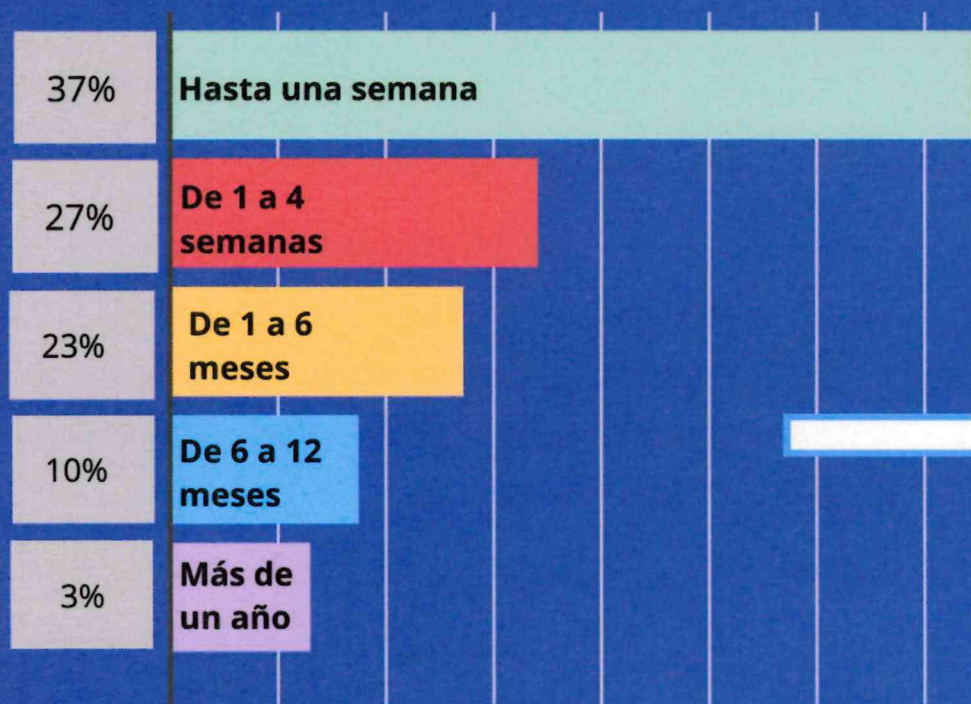 37%
Hasta una semana
27%
De 1 a 4
semanas
23%
De 1 a 6
meses
10%
De 6 a 12
meses
3%
Más de
un año